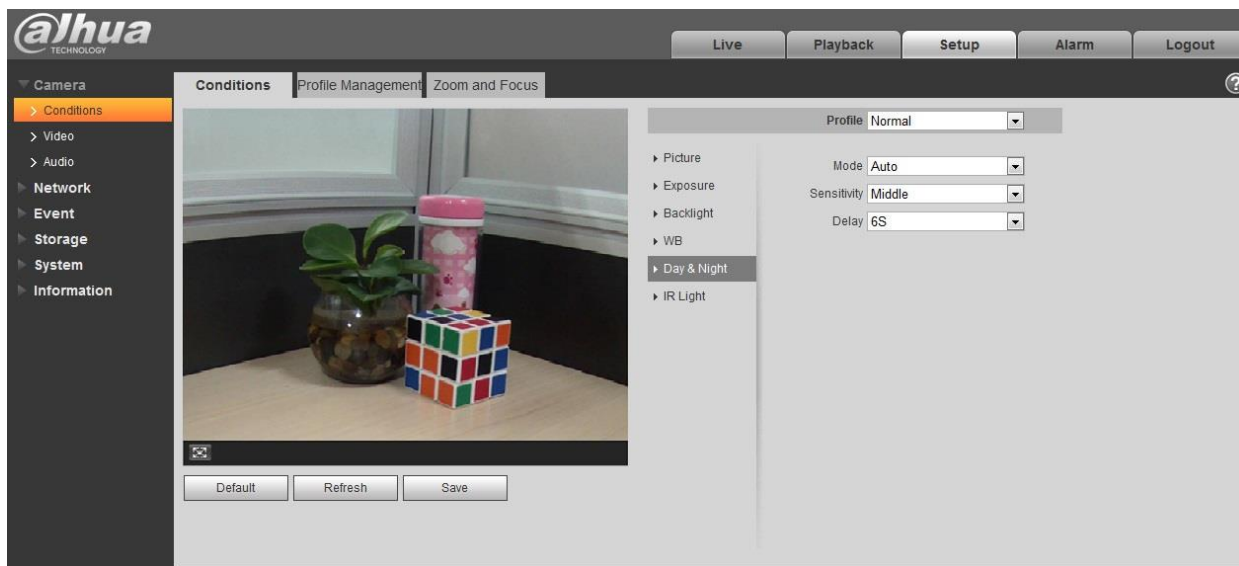 alhua
TECHNOLOGY
Live
Playback
Setup
Alarm
Logout
Camera
Conditions
Video
Audio
Network
Event
Storage
System
Information
Conditions
Profile Management
Zoom and Focus
?
Profile Normal
Picture
Exposure
Backlight
WB
Day & Night
IR Light
Mode Auto
Sensitivity Middle
Delay 6S
Default
Refresh
Save